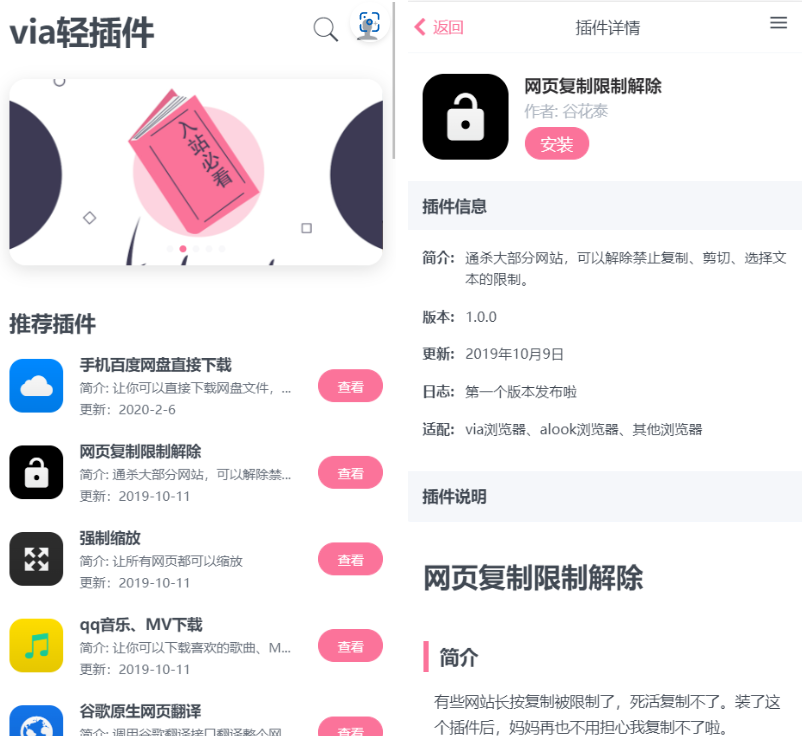 via轻插件
入站必看
推荐插件
手机百度网盘直接下载
简介: 让你可以直接下载网盘文件，...
更新：2020-2-6
查看
网页复制限制解除
简介: 通杀大部分网站，可以解除禁...
更新：2019-10-11
查看
强制缩放
简介: 让所有网页都可以缩放
更新：2019-10-11
查看
qq音乐、MV下载
简介: 让你可以下载喜欢的歌曲、M...
更新：2019-10-11
查看
谷歌原生网页翻译
简介: 调用谷歌翻译接口翻译整个网
查看
返回
插件详情
网页复制限制解除
作者: 谷花泰
安装
插件信息
简介: 通杀大部分网站，可以解除禁止复制、剪切、选择文
本的限制。
版本: 1.0.0
更新: 2019年10月9日
日志: 第一个版本发布啦
适配: via浏览器、alook浏览器、其他浏览器
插件说明
网页复制限制解除
简介
有些网站长按复制被限制了，死活复制不了。装了这
个插件后，妈妈再也不用担心我复制不了啦。